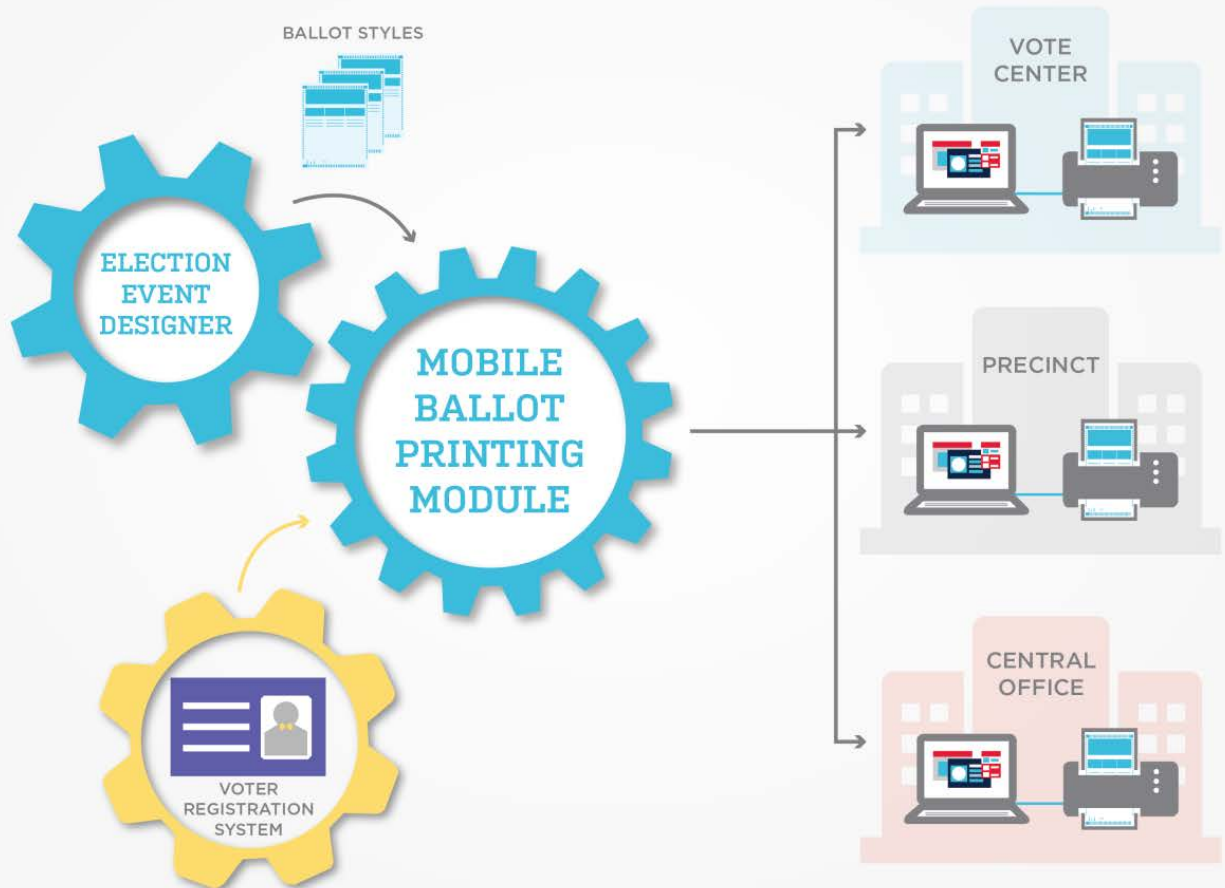 BALLOT STYLES
ELECTION
EVENT
DESIGNER
MOBILE
BALLOT
PRINTING
MODULE
VOTER
REGISTRATION
SYSTEM
VOTE
CENTER
PRECINCT
CENTRAL
OFFICE